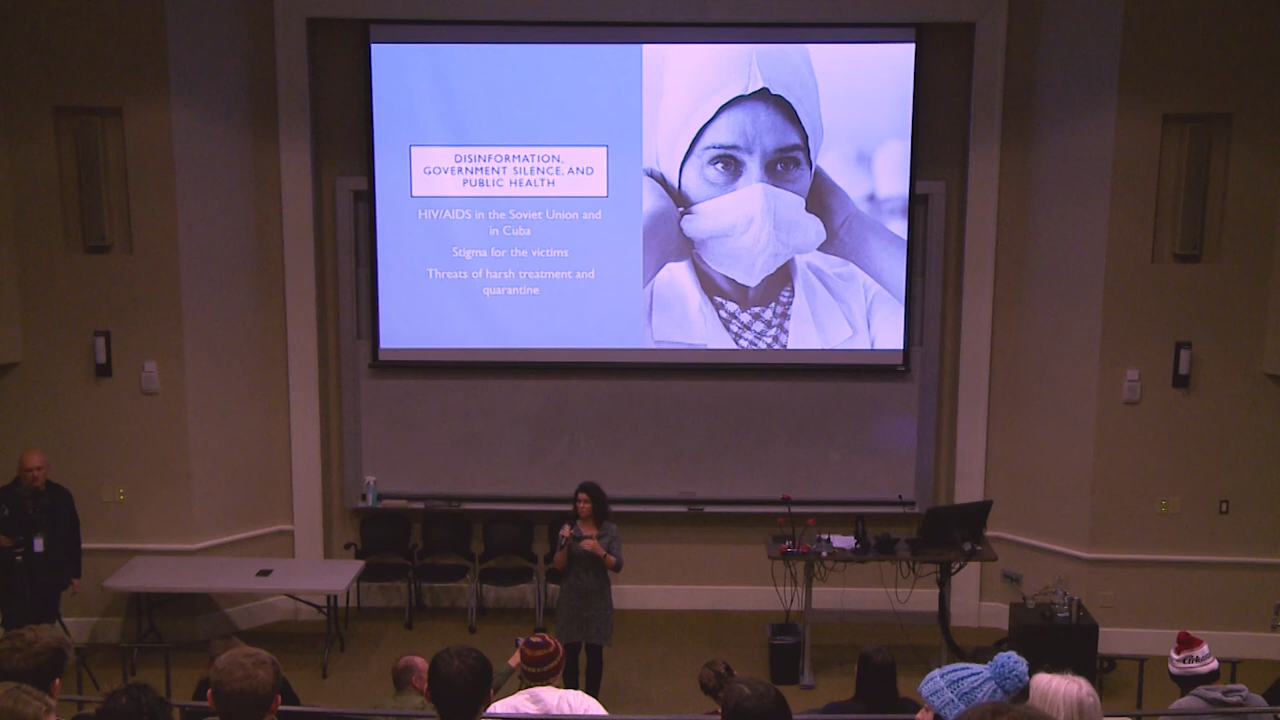 DISINFORMATION,
GOVERNMENT SILENCE, AND
PUBLIC HEALTH
HIV/AIDS in the Soviet Union and
in Cuba
Stigma for the victims
Threats of harsh treatment and
quarantine